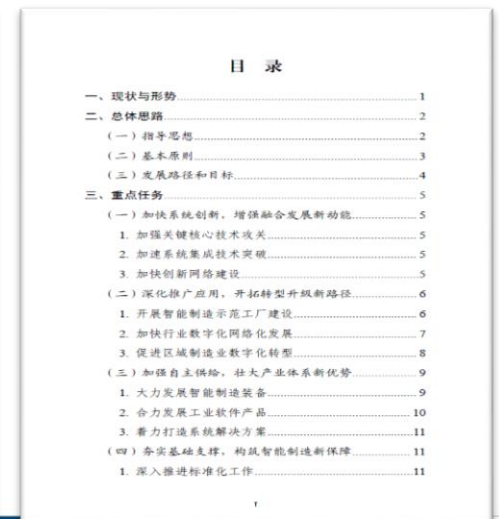 目 录
一、现状与形势 1
二、总体思路 2
（一）指导思想 2
（二）基本原则 3
（三）发展路径和目标 4
三、重点任务 5
（一）加快系统创新，增强融合发展新动能 5
1. 加强关键核心技术攻关 5
2. 加速系统集成技术突破 5
3. 加快创新网络建设 5
（二）深化推广应用，开拓转型升级新路径 6
1. 开展智能制造示范工厂建设 6
2. 加快行业数字化网络化发展 7
3. 促进区域制造业数字化转型 8
（三）加强自主供给，壮大产业体系新优势 9
1. 大力发展智能制造装备 9
2. 合力发展工业软件产品 10
3. 着力打造系统解决方案 11
（四）夯实基础支撑，构筑智能制造新保障 11
1. 深入推进标准化工作 11